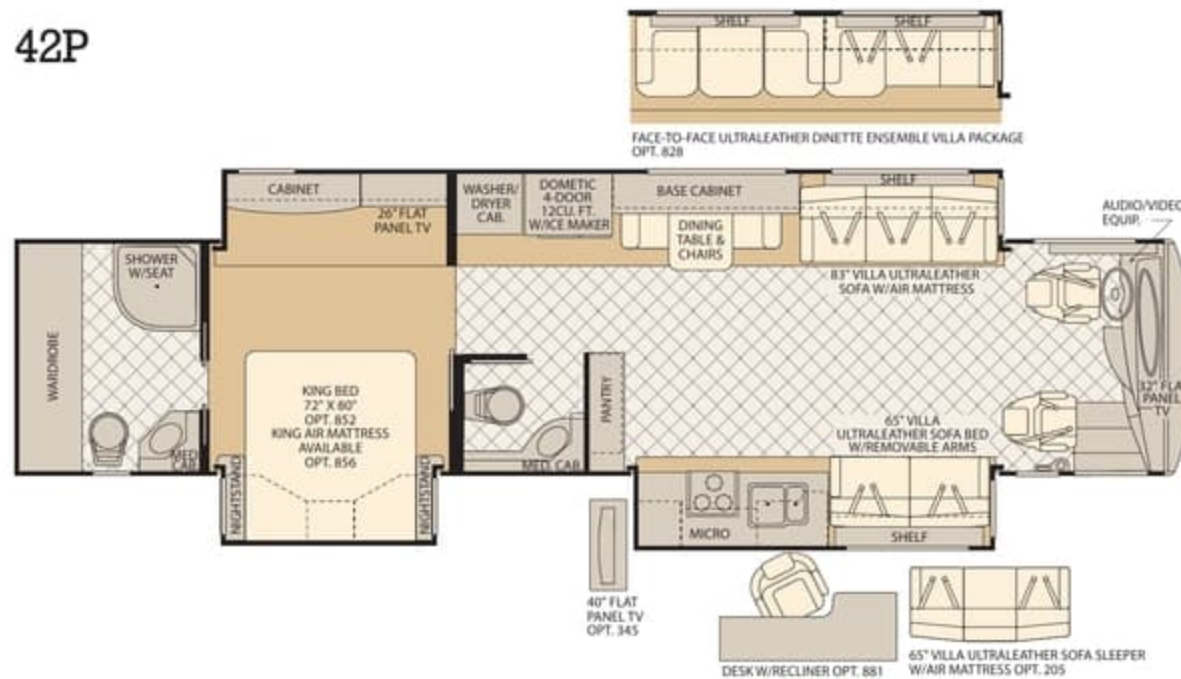 42P
SHELF
SHELF
FACE-TO-FACE ULTRALEATHER DINETTE ENSEMBLE VILLA PACKAGE
OPT. 828
CABINET
26" FLAT
PANEL TV
WASHER/
DRYER
CAB.
DOMETIC
4-DOOR
12CU. FT.
W/ICE MAKER
BASE CABINET
SHELF
DINING
TABLE &
CHAIRS
83" VILLA ULTRALEATHER
SOFA W/AIR MATTRESS
AUDIO/VIDEO
EQUIP.
SHOWER
W/SEAT
WARDROBE
MED.
CAB.
KING BED
72" X 80"
OPT. 852
KING AIR MATTRESS
AVAILABLE
OPT. 856
NIGHTSTAND
NIGHTSTAND
MED. CAB.
PANTRY
32" FLA
PANEL
TV
65" VILLA
ULTRALEATHER SOFA BED
W/REMOVABLE ARMS
MICRO
SHELF
40" FLAT
PANEL TV
OPT. 345
DESK W/RECLINER OPT. 881
65" VILLA ULTRALEATHER SOFA SLEEPER
W/AIR MATTRESS OPT. 205